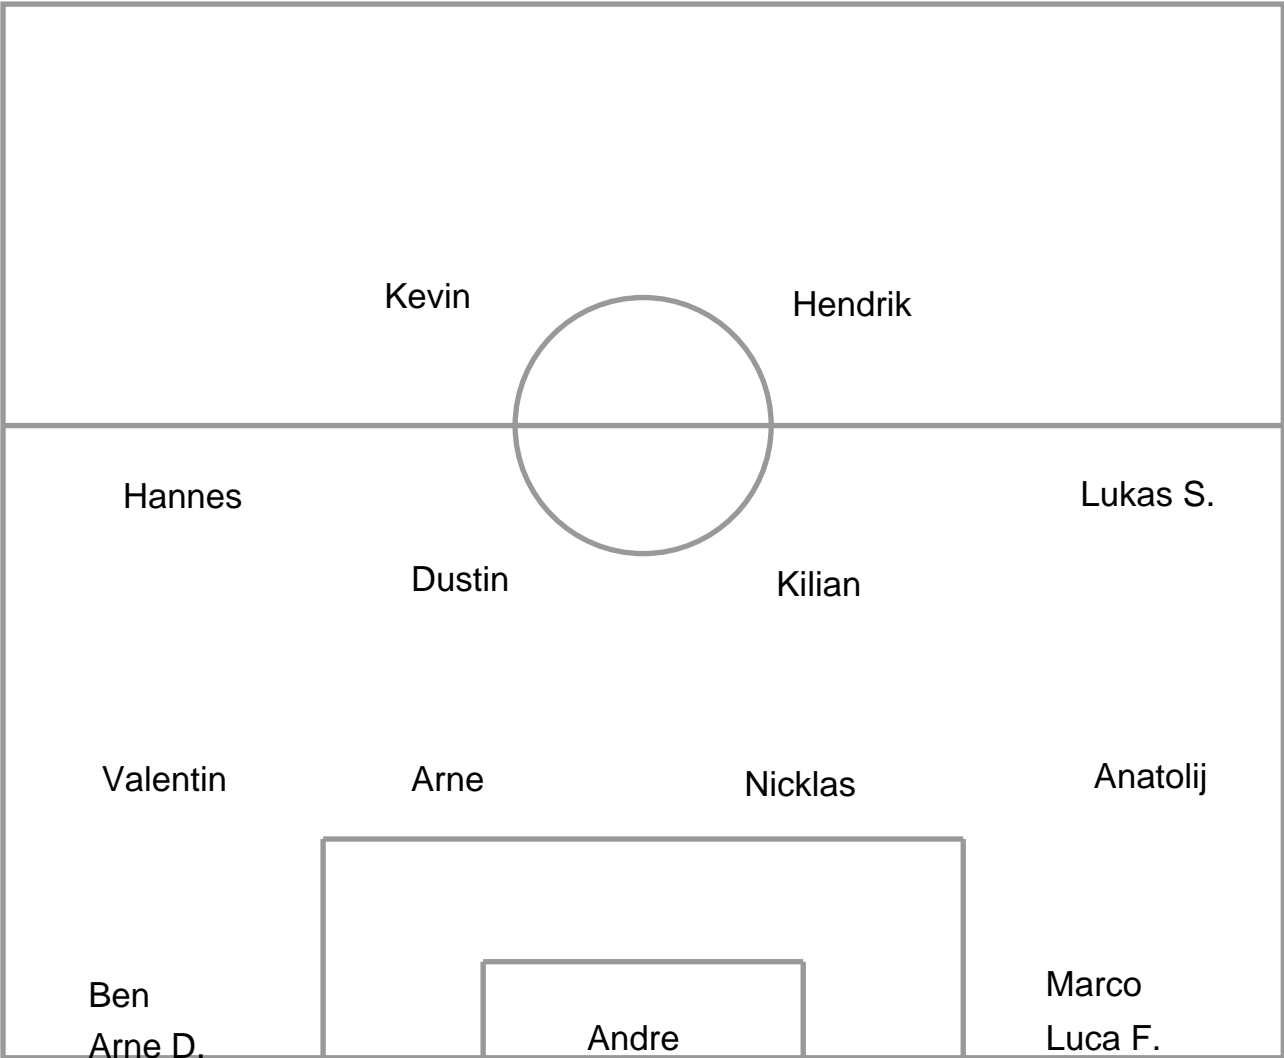 Kevin
Hendrik
Hannes
Lukas S.
Dustin
Kilian
Valentin
Arne
Nicklas
Anatolij
Ben
Marco
Arne D.
Andre
Luca F.